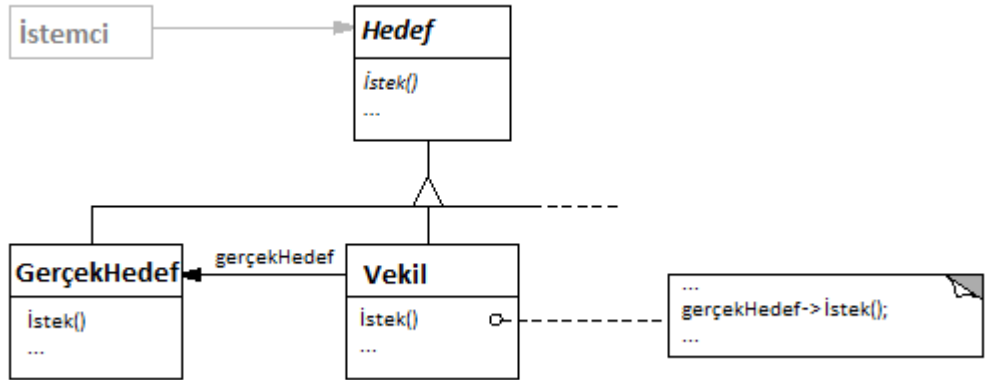 İstemci
Hedef
İstek()
...
GerçekHedef
İstek()
...
gerçekHedef
Vekil
İstek()
...
...
gerçekHedef->İstek();
...